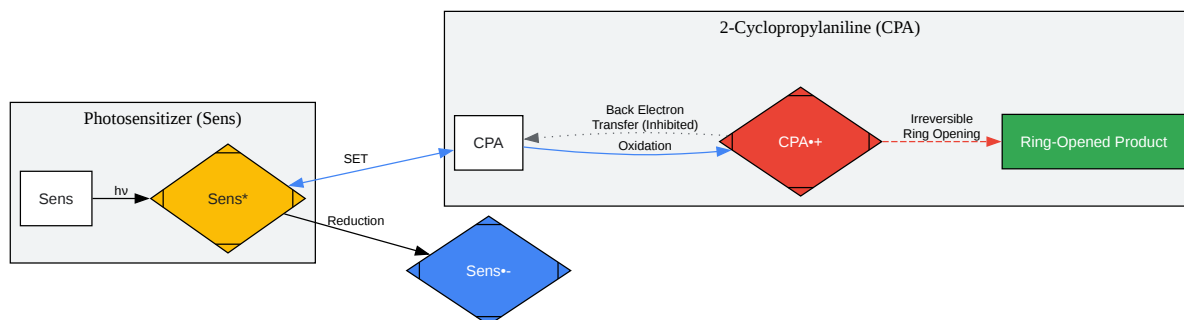 2-Cyclopropylaniline (CPA)
Photosensitizer (Sens)
Sens
hν
Sens*
SET
Reduction
Sens•-
CPA
Back Electron
Transfer (Inhibited)
Oxidation
CPA•+
Irreversible
Ring Opening
Ring-Opened Product